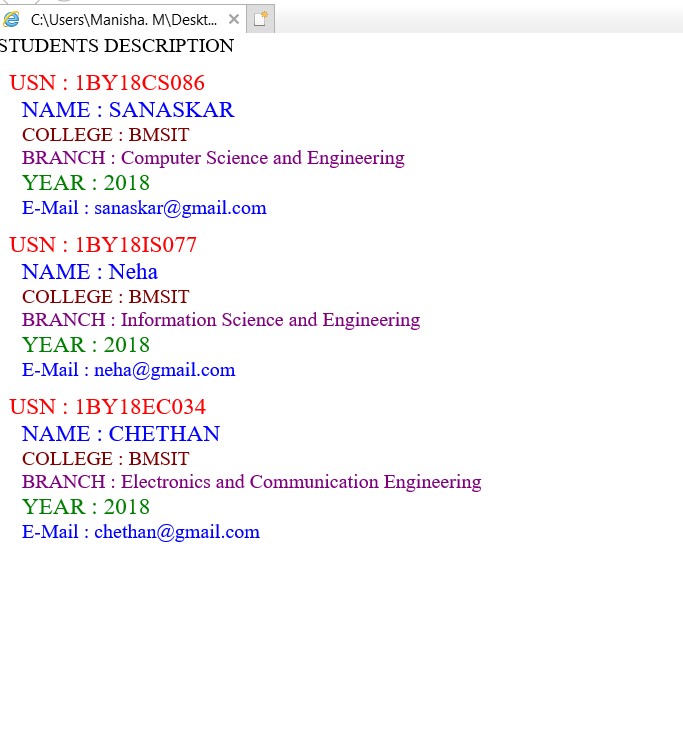 C:\Users\Manisha. M\Deskt...
STUDENTS DESCRIPTION
USN : 1BY18CS086
NAME : SANASKAR
COLLEGE : BMSIT
BRANCH : Computer Science and Engineering
YEAR : 2018
E-Mail : sanaskar@gmail.com
USN : 1BY18IS077
NAME : Neha
COLLEGE : BMSIT
BRANCH : Information Science and Engineering
YEAR : 2018
E-Mail : neha@gmail.com
USN : 1BY18EC034
NAME : CHETHAN
COLLEGE : BMSIT
BRANCH : Electronics and Communication Engineering
YEAR : 2018
E-Mail : chethan@gmail.com